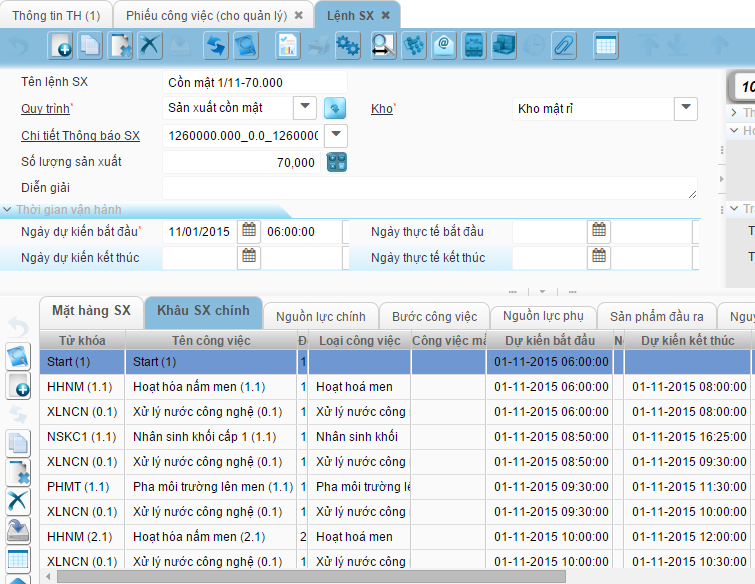 Thông tin TH (1) Phiếu công việc (cho quản lý) Lệnh SX
Tên lệnh SX Cồn mật 1/11-70.000
Quy trình* Sản xuất cồn mật Kho* Kho mật rỉ
Chi tiết Thông báo SX 1260000.000_0.0_1260000
Số lượng sản xuất 70,000
Diễn giải
Thời gian vận hành
Ngày dự kiến bắt đầu* 11/01/2015 06:00:00 Ngày thực tế bắt đầu
Ngày dự kiến kết thúc Ngày thực tế kết thúc
Mặt hàng SX Khâu SX chính Nguồn lực chính Bước công việc Nguồn lực phụ Sản phẩm đầu ra
Từ khóa Tên công việc Loại công việc Công việc mẫ Dự kiến bắt đầu Dự kiến kết thúc
Start (1) Start (1) 1 01-11-2015 06:00:00
HHNM (1.1) Hoạt hóa nấm men (1.1) 1 Hoạt hoá men 01-11-2015 06:00:00 01-11-2015 08:00:00
XLNCN (0.1) Xử lý nước công nghệ (0.1) 1 Xử lý nước công 01-11-2015 06:00:00 01-11-2015 08:00:00
NSKC1 (1.1) Nhân sinh khối cấp 1 (1.1) 1 Nhân sinh khối 01-11-2015 08:50:00 01-11-2015 16:25:00
XLNCN (0.1) Xử lý nước công nghệ (0.1) 1 Xử lý nước công 01-11-2015 08:50:00 01-11-2015 09:30:00
PHMT (1.1) Pha môi trường lên men (1.1) 1 Pha môi trường lê 01-11-2015 09:30:00 01-11-2015 11:30:00
XLNCN (0.1) Xử lý nước công nghệ (0.1) 1 Xử lý nước công 01-11-2015 09:30:00 01-11-2015 10:00:00
HHNM (2.1) Hoạt hóa nấm men (2.1) 2 Hoạt hoá men 01-11-2015 10:00:00 01-11-2015 12:00:00
XLNCN (0.1) Xử lý nước công nghệ (0.1) 1 Xử lý nước công 01-11-2015 10:00:00 01-11-2015 10:30:00